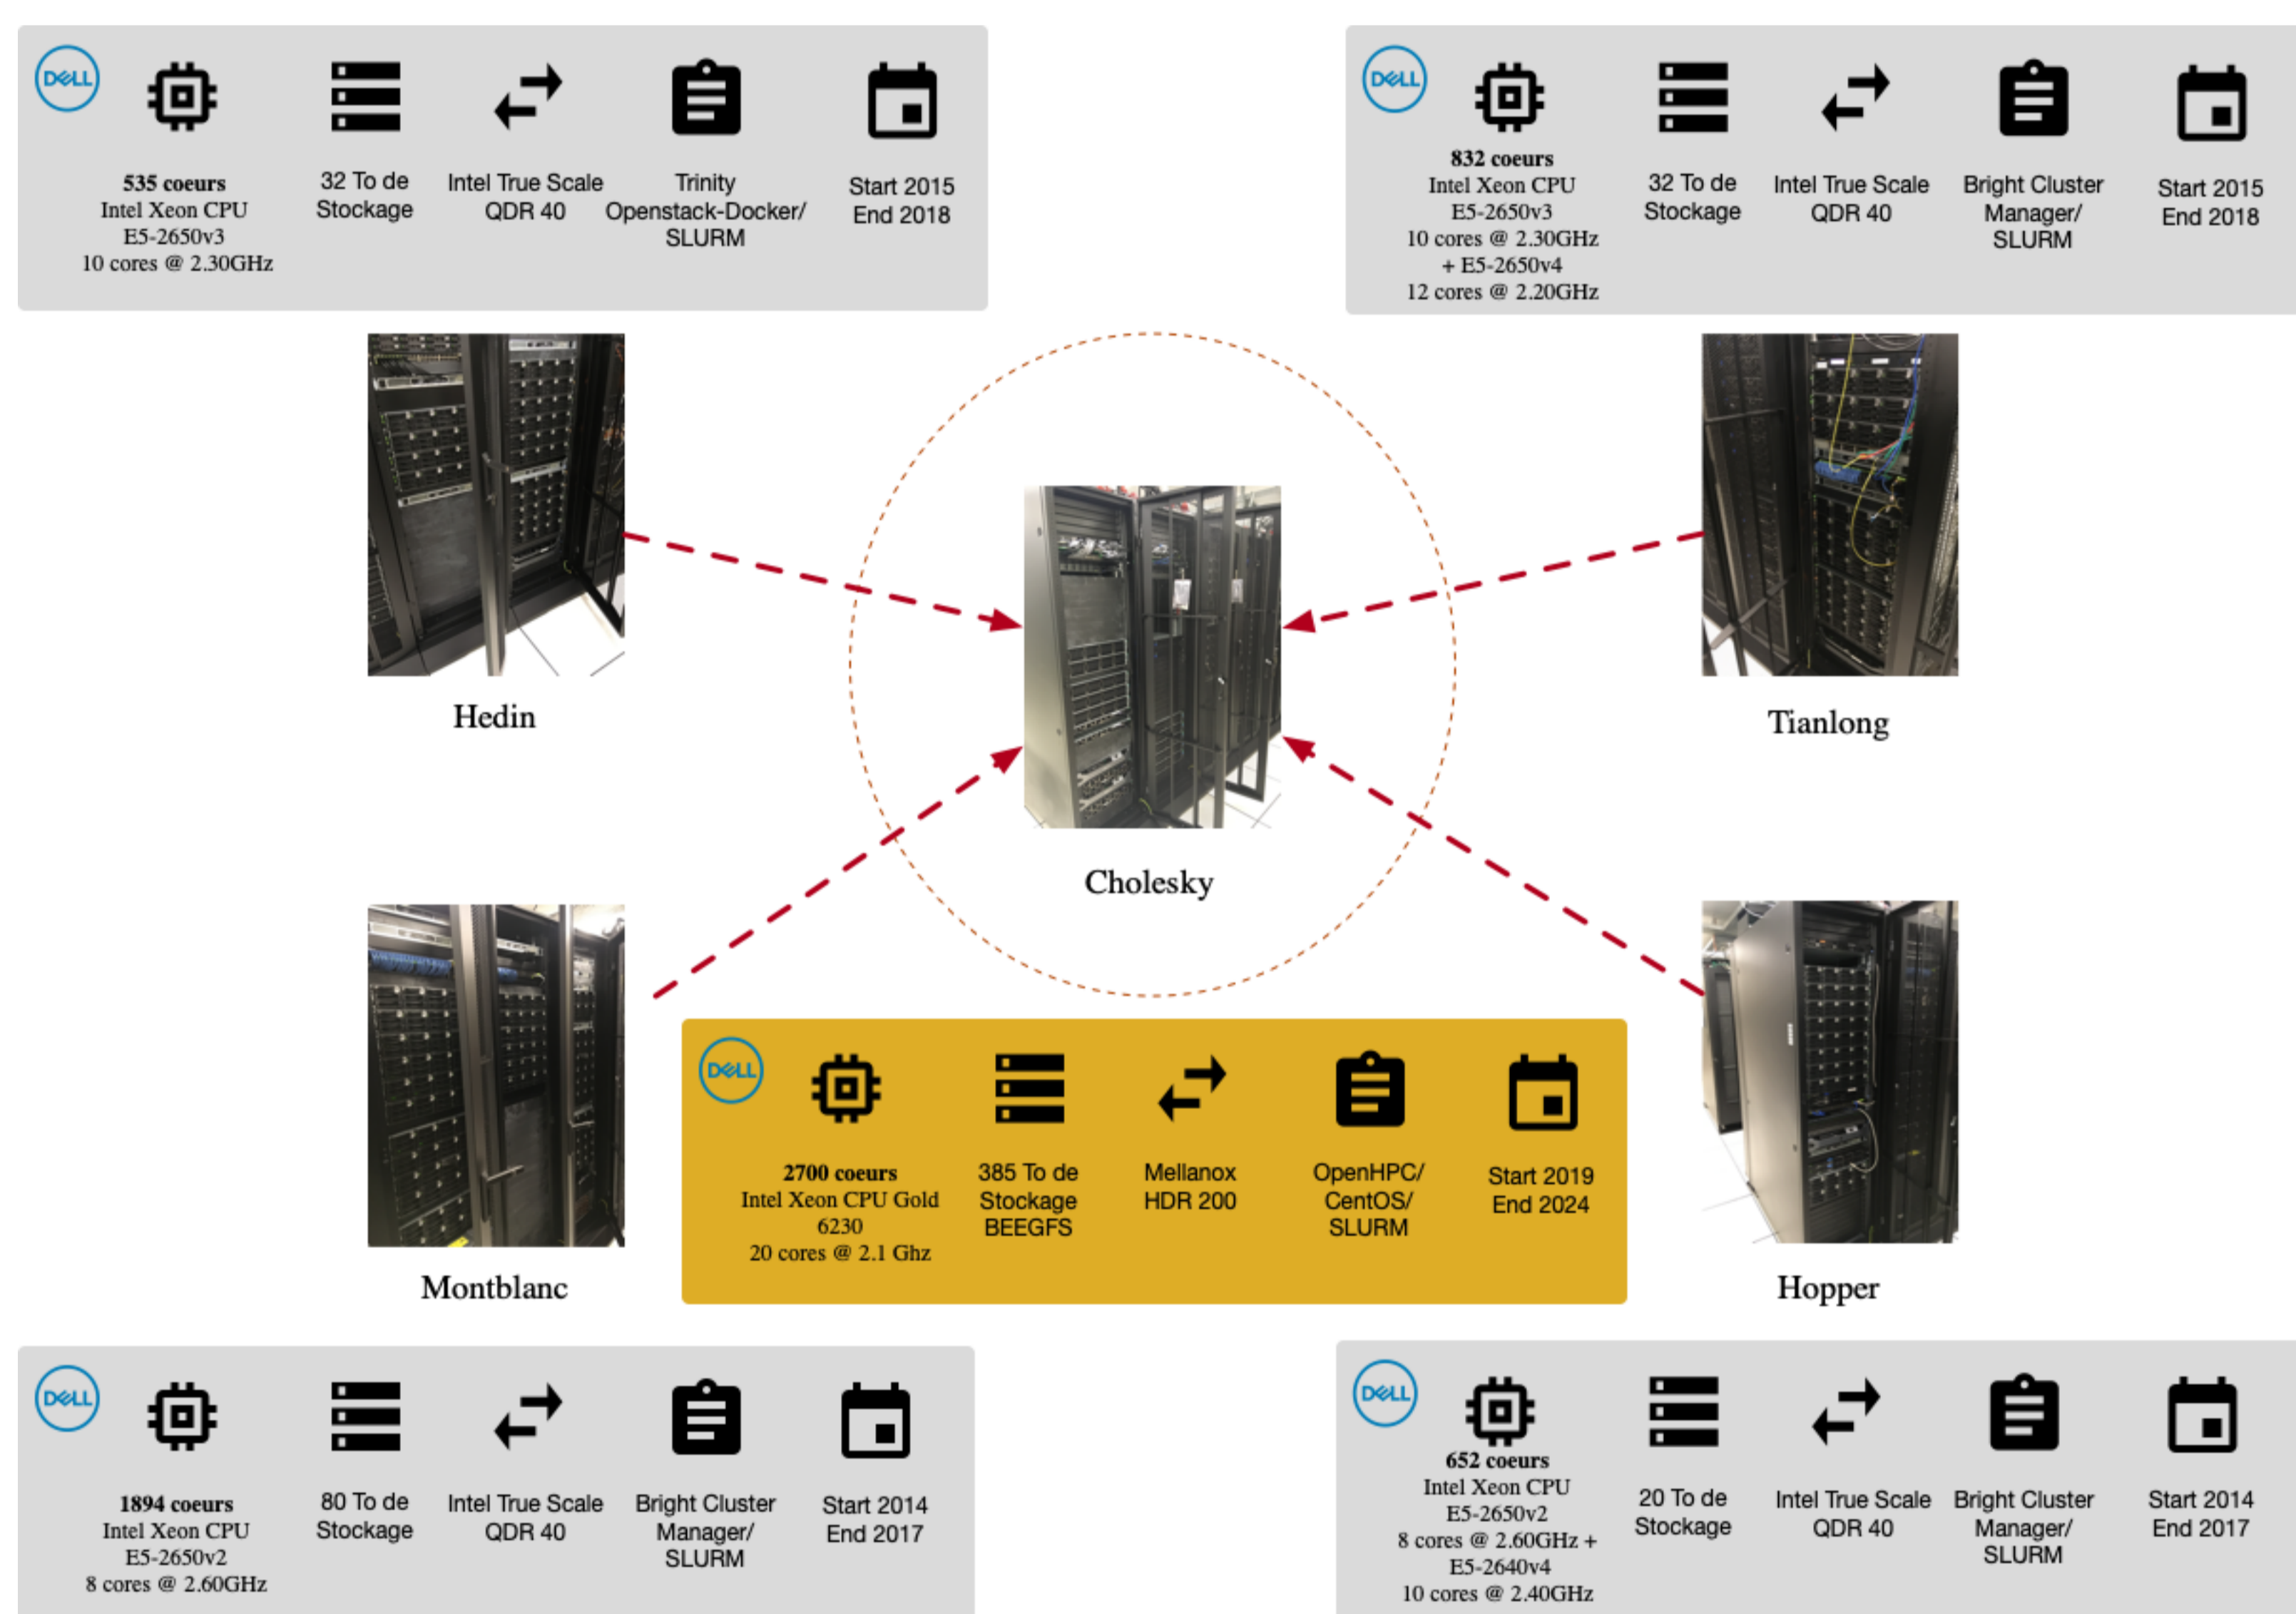 DELL
535 coeurs
Intel Xeon CPU
E5-2650v3
10 cores @ 2.30GHz
32 To de
Stockage
Intel True Scale
QDR 40
Trinity
Openstack-Docker/
SLURM
Start 2015
End 2018
DELL
832 coeurs
Intel Xeon CPU
E5-2650v3
10 cores @ 2.30GHz
+ E5-2650v4
12 cores @ 2.20GHz
32 To de
Stockage
Intel True Scale
QDR 40
Bright Cluster
Manager/
SLURM
Start 2015
End 2018
Hedin
Tianlong
Cholesky
Montblanc
Hopper
DELL
2700 coeurs
Intel Xeon CPU Gold
6230
20 cores @ 2.1 Ghz
385 To de
Stockage
BEEGFS
Mellanox
HDR 200
OpenHPC/
CentOS/
SLURM
Start 2019
End 2024
DELL
1894 coeurs
Intel Xeon CPU
E5-2650v2
8 cores @ 2.60GHz
80 To de
Stockage
Intel True Scale
QDR 40
Bright Cluster
Manager/
SLURM
Start 2014
End 2017
DELL
652 coeurs
Intel Xeon CPU
E5-2650v2
8 cores @ 2.60GHz +
E5-2640v4
10 cores @ 2.40GHz
20 To de
Stockage
Intel True Scale
QDR 40
Bright Cluster
Manager/
SLURM
Start 2014
End 2017